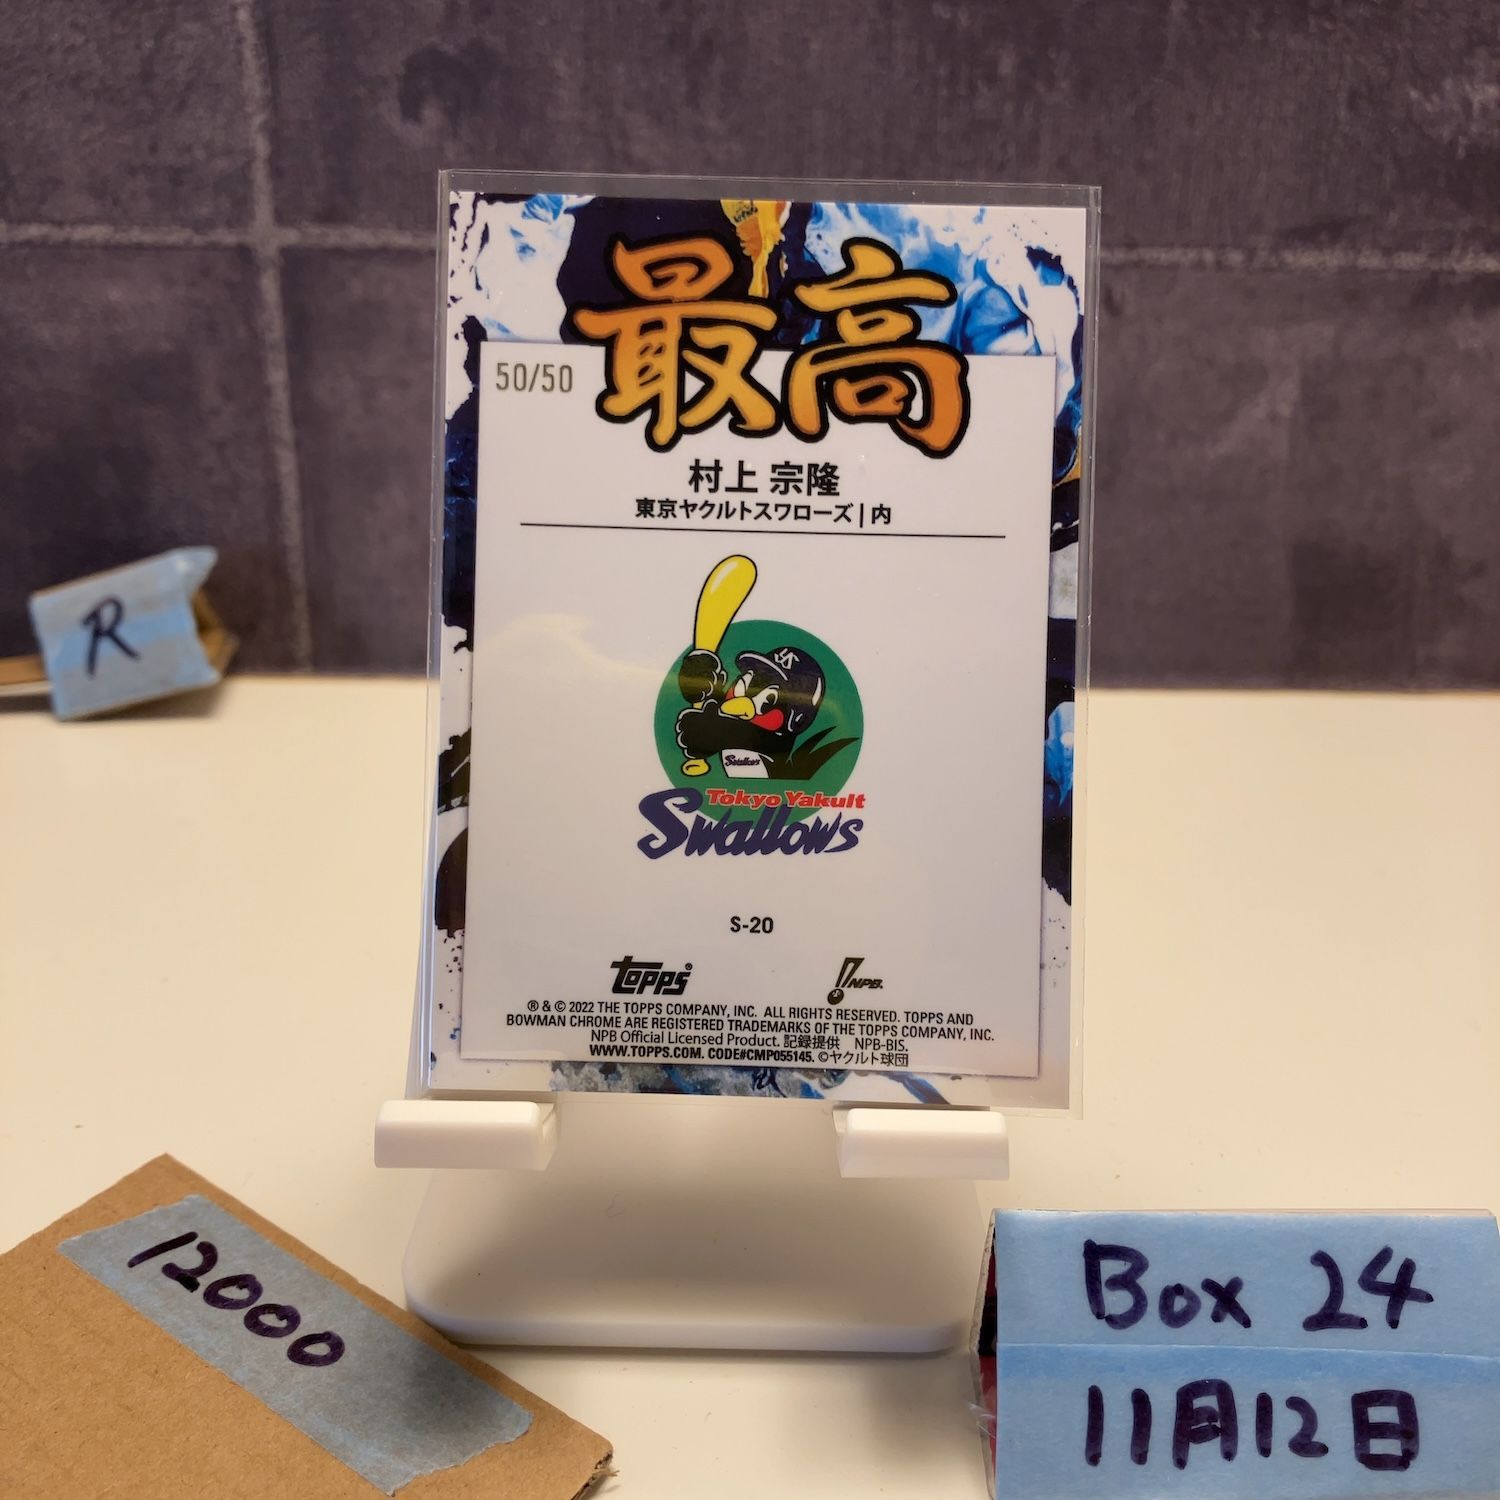 最高
50/50
村上 宗隆
東京ヤクルトスワローズ | 内
Swallows
Tokyo Yakult
Swallows
S-20
TOPPS®
NPB.
® & © 2022 THE TOPPS COMPANY, INC. ALL RIGHTS RESERVED. TOPPS AND
BOWMAN CHROME ARE REGISTERED TRADEMARKS OF THE TOPPS COMPANY, INC.
NPB Official Licensed Product. 記録提供 NPB-BIS.
WWW.TOPPS.COM. CODE#CMP055145. ©ヤクルト球団
R
12000
Box 24
11月12日